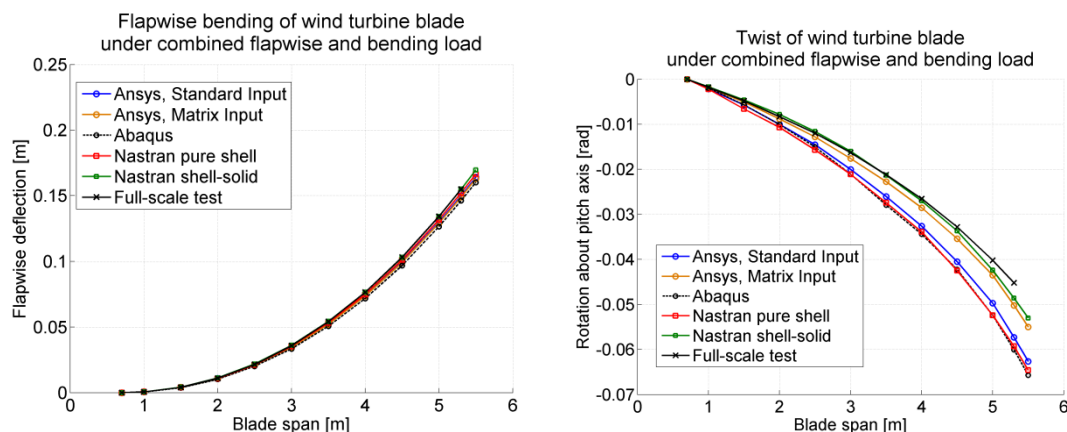 Flapwise bending of wind turbine blade
under combined flapwise and bending load
0.25
0.2
0.15
0.1
0.05
0
Flapwise deflection [m]
Ansys, Standard Input
Ansys, Matrix Input
Abaqus
Nastran pure shell
Nastran shell-solid
Full-scale test
0 1 2 3 4 5 6
Blade span [m]
Twist of wind turbine blade
under combined flapwise and bending load
0
-0.01
-0.02
-0.03
-0.04
-0.05
-0.06
-0.07
Rotation about pitch axis [rad]
Ansys, Standard Input
Ansys, Matrix Input
Abaqus
Nastran pure shell
Nastran shell-solid
Full-scale test
0 1 2 3 4 5 6
Blade span [m]